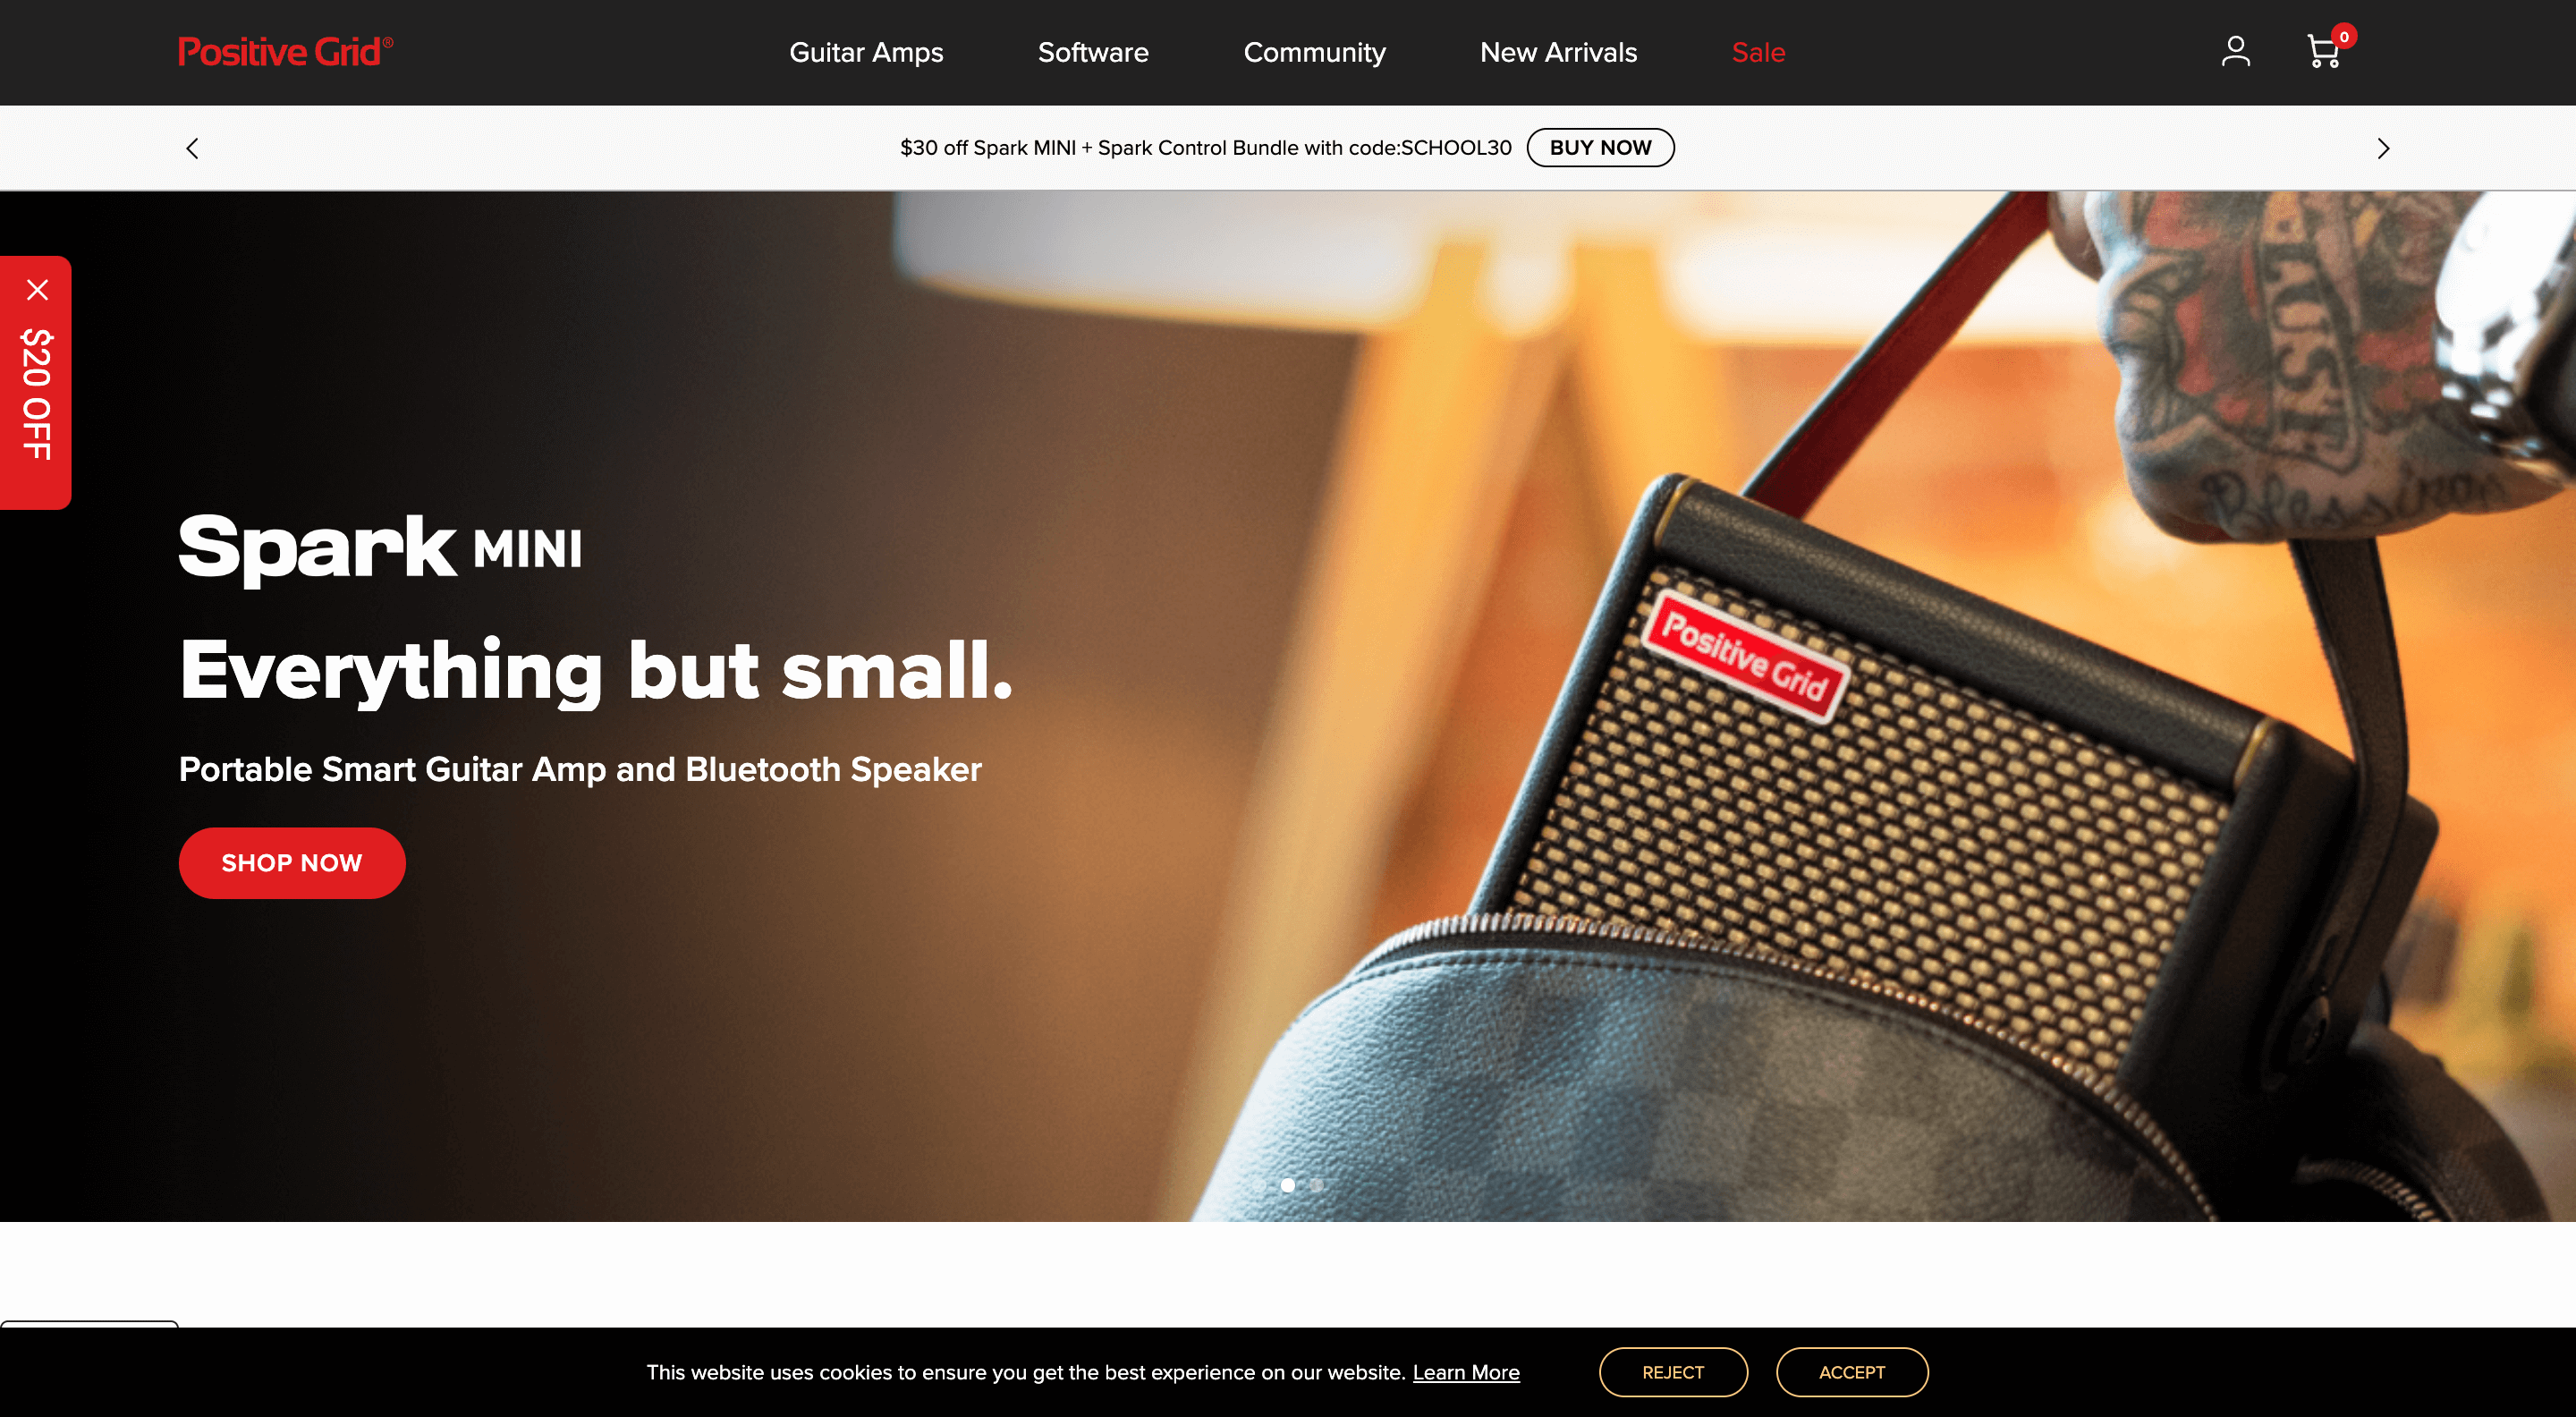 Positive Grid®
Guitar Amps
Software
Community
New Arrivals
Sale
0
$30 off Spark MINI + Spark Control Bundle with code:SCHOOL30
BUY NOW
$20 OFF
Spark MINI
Everything but small.
Portable Smart Guitar Amp and Bluetooth Speaker
SHOP NOW
Positive Grid
Blessings
This website uses cookies to ensure you get the best experience on our website. Learn More
REJECT
ACCEPT